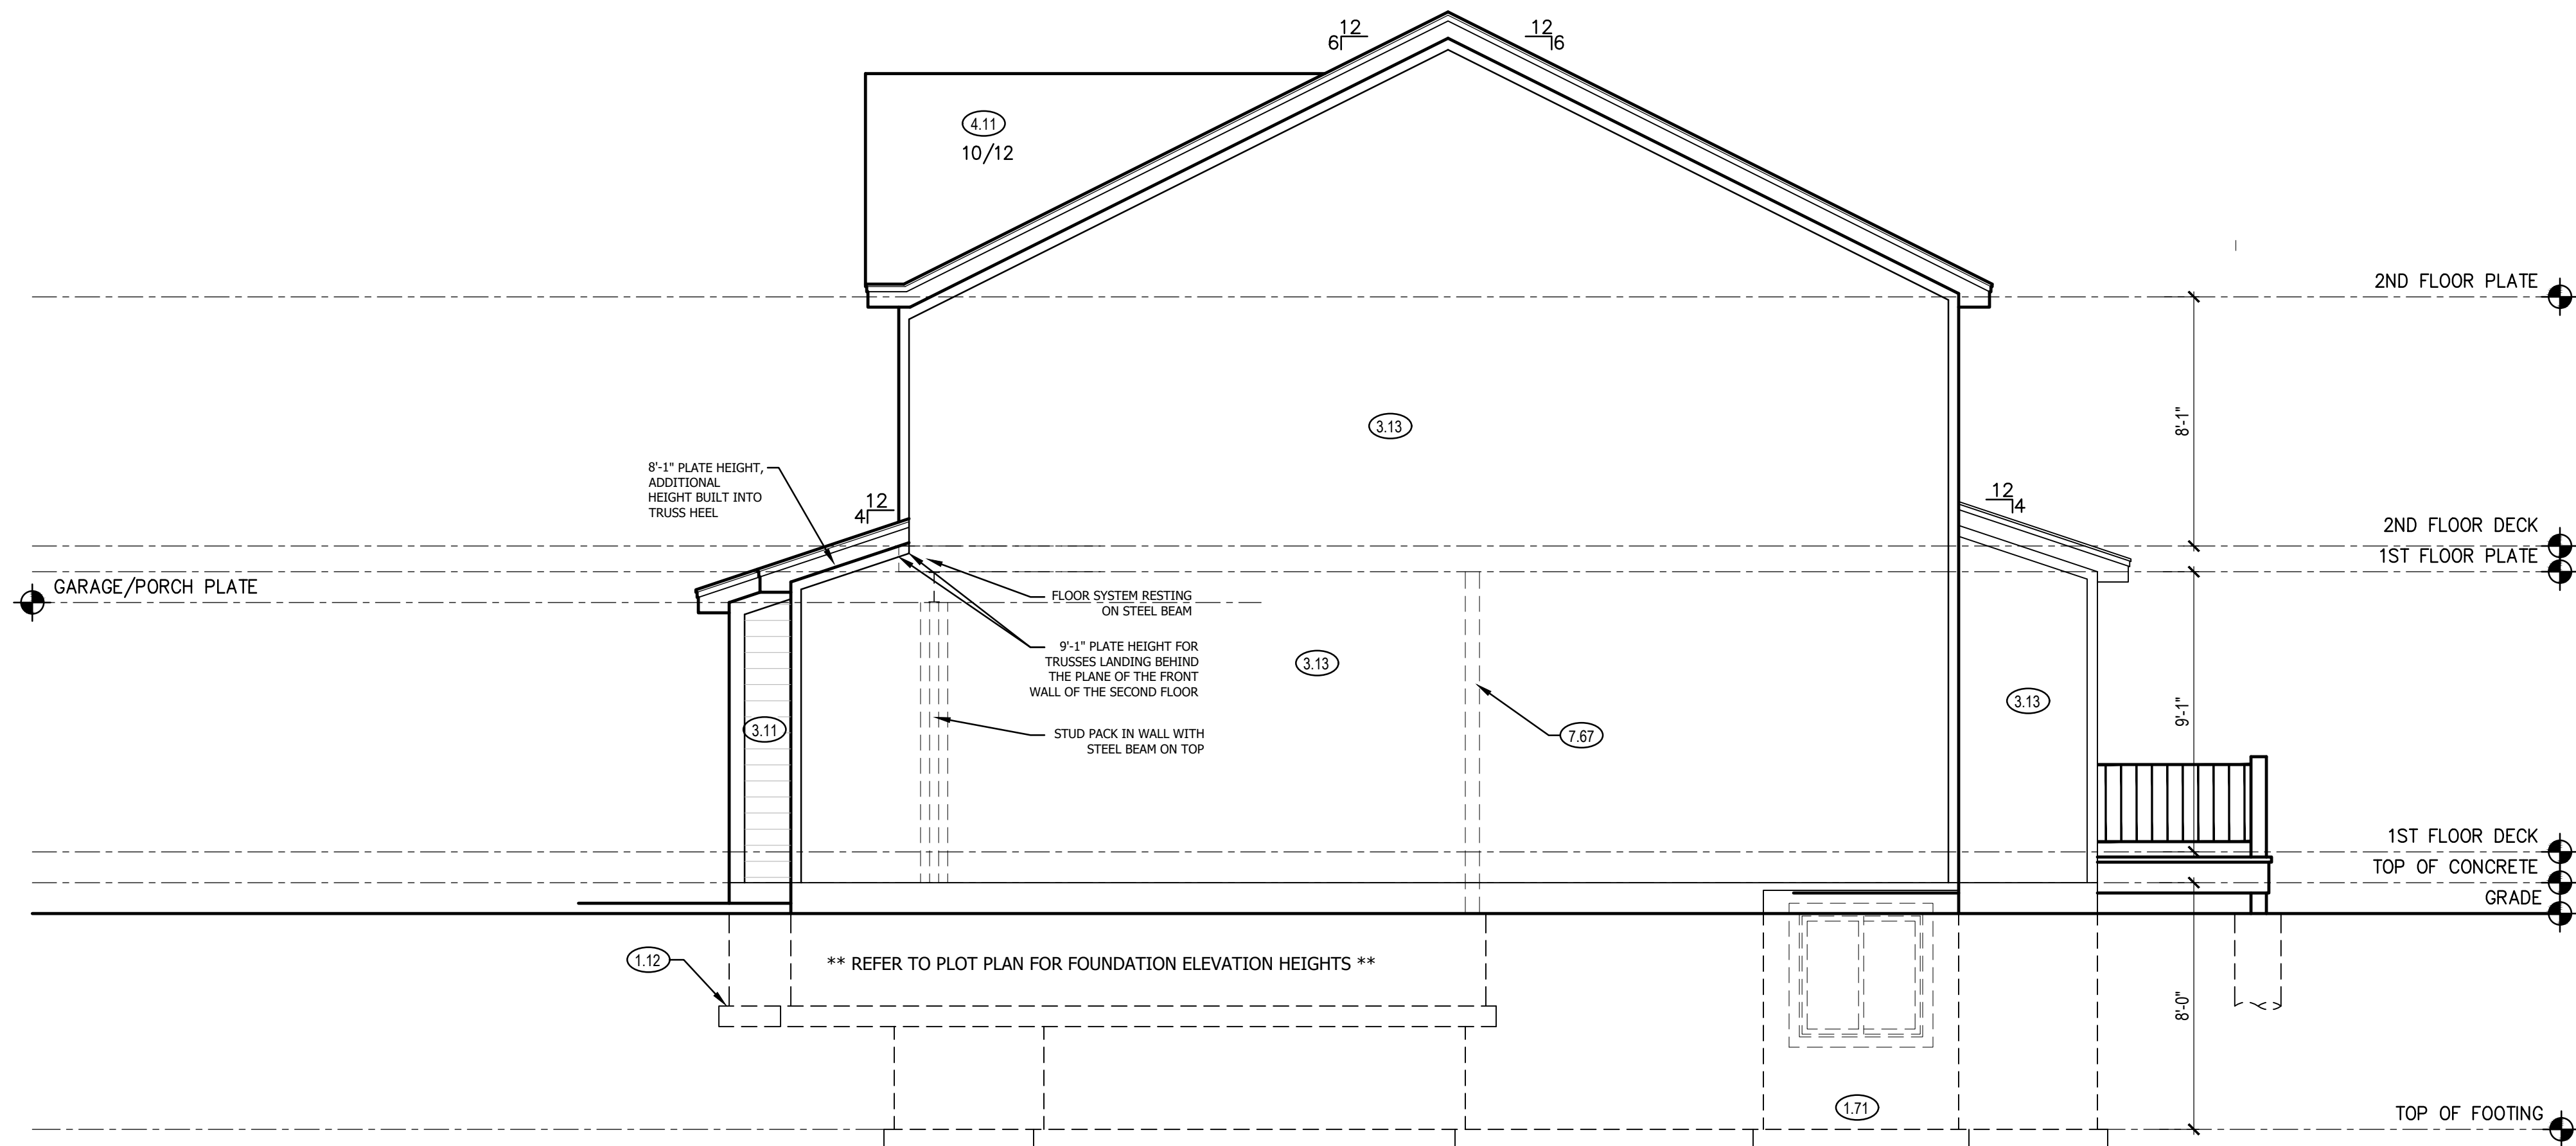 12
6
12
6
4.11
10/12
2ND FLOOR PLATE
8'-1"
3.13
8'-1" PLATE HEIGHT,
ADDITIONAL
HEIGHT BUILT INTO
TRUSS HEEL
12
4
12
4
2ND FLOOR DECK
1ST FLOOR PLATE
GARAGE/PORCH PLATE
FLOOR SYSTEM RESTING
ON STEEL BEAM
9'-1" PLATE HEIGHT FOR
TRUSSES LANDING BEHIND
THE PLANE OF THE FRONT
WALL OF THE SECOND FLOOR
3.13
3.13
9'-1"
3.11
STUD PACK IN WALL WITH
STEEL BEAM ON TOP
7.67
1ST FLOOR DECK
TOP OF CONCRETE
GRADE
1.12
** REFER TO PLOT PLAN FOR FOUNDATION ELEVATION HEIGHTS **
8'-0"
1.71
TOP OF FOOTING